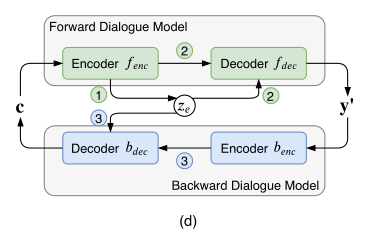 Forward Dialogue Model
Encoder f_enc
2
Decoder f_dec
1
z_e
2
c
y'
3
Decoder b_dec
3
Encoder b_enc
Backward Dialogue Model
(d)